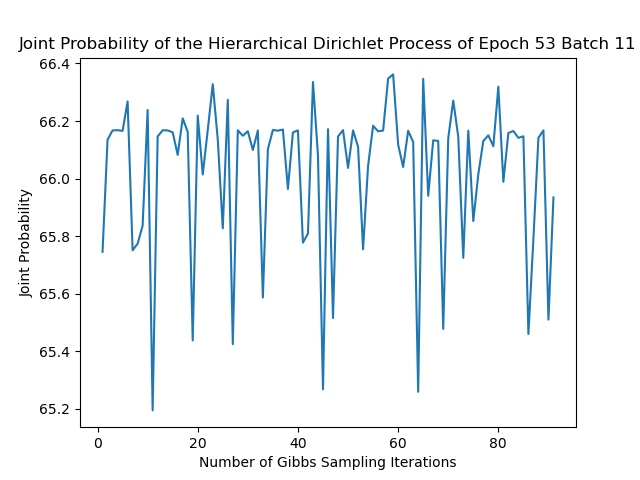 Joint Probability of the Hierarchical Dirichlet Process of Epoch 53 Batch 11
66.4
66.2
66.0
65.8
65.6
65.4
65.2
Joint Probability
0 20 40 60 80
Number of Gibbs Sampling Iterations